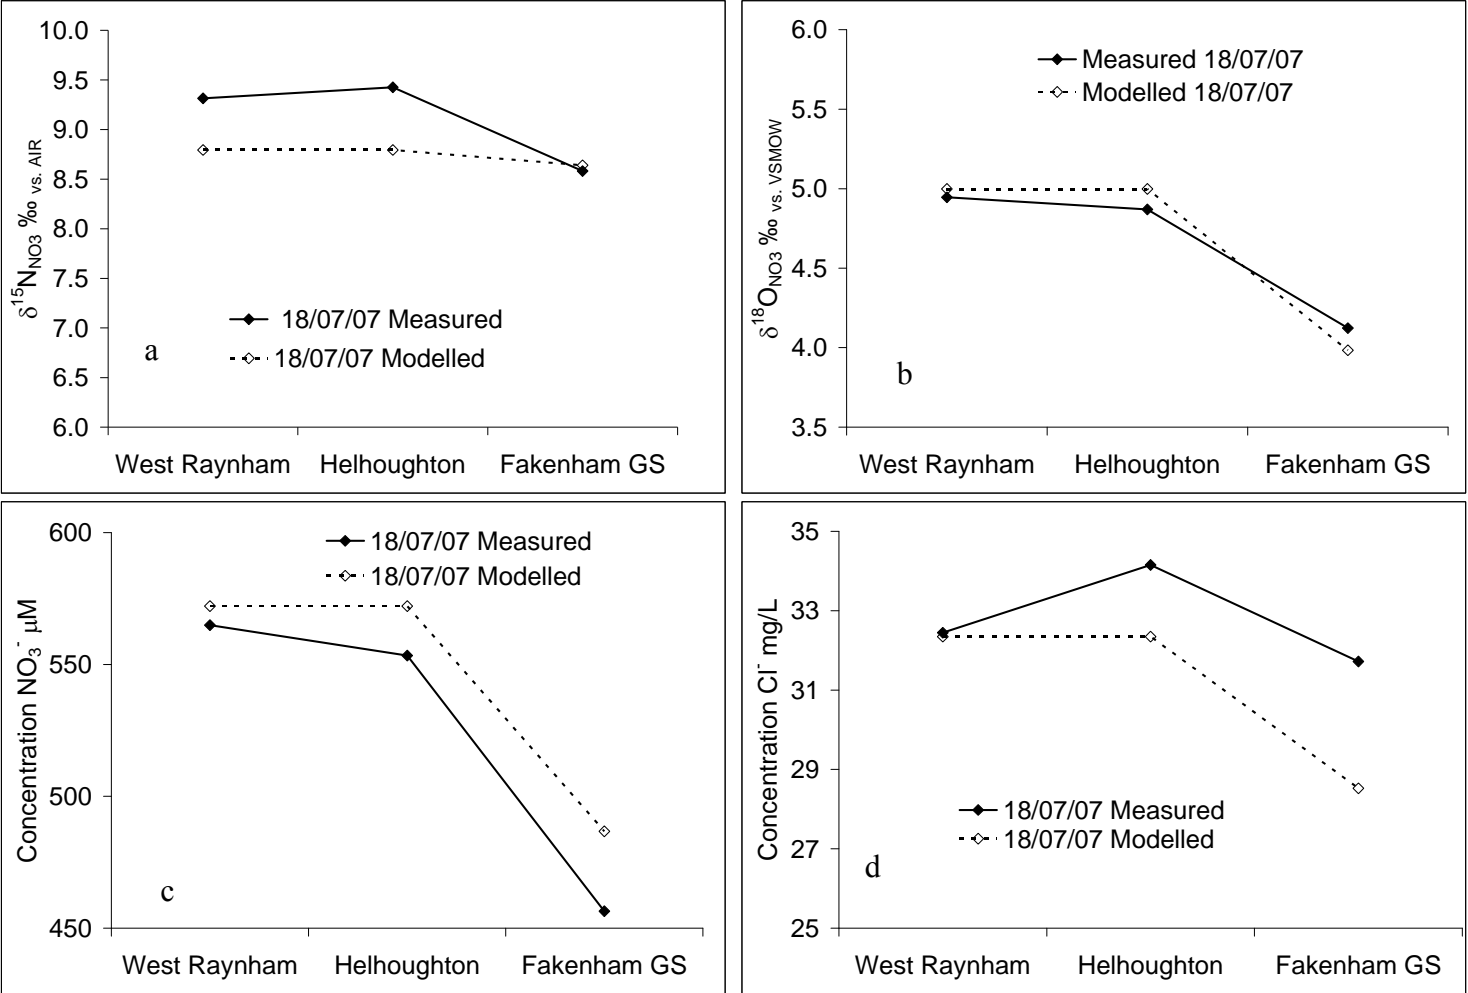 10.0
9.5
9.0
8.5
8.0
7.5
7.0
6.5
6.0
δ¹⁵N_NO3 ‰ vs. AIR
18/07/07 Measured
18/07/07 Modelled
a
West Raynham Helhoughton Fakenham GS
6.0
5.5
5.0
4.5
4.0
3.5
δ¹⁸O_NO3 ‰ vs. VSMOW
Measured 18/07/07
Modelled 18/07/07
b
West Raynham Helhoughton Fakenham GS
600
550
500
450
Concentration NO₃⁻ μM
18/07/07 Measured
18/07/07 Modelled
c
West Raynham Helhoughton Fakenham GS
35
33
31
29
27
25
Concentration Cl⁻ mg/L
18/07/07 Measured
18/07/07 Modelled
d
West Raynham Helhoughton Fakenham GS